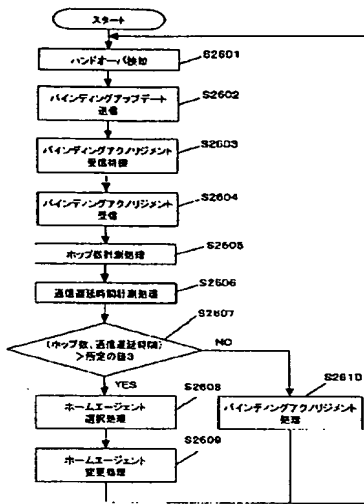 スタート
ハンドオーバ検知
S2601
バインディングアップデート
送信
S2602
バインディングアクノリジメント
受信待機
S2603
バインディングアクノリジメント
受信
S2604
ホップ数計測処理
S2605
通信遅延時間計測処理
S2606
(ホップ数、通信遅延時間)
>所定の値3
S2607
NO
YES
ホームエージェント
選択処理
S2608
バインディングアクノリジメント
処理
S2610
ホームエージェント
変更処理
S2609